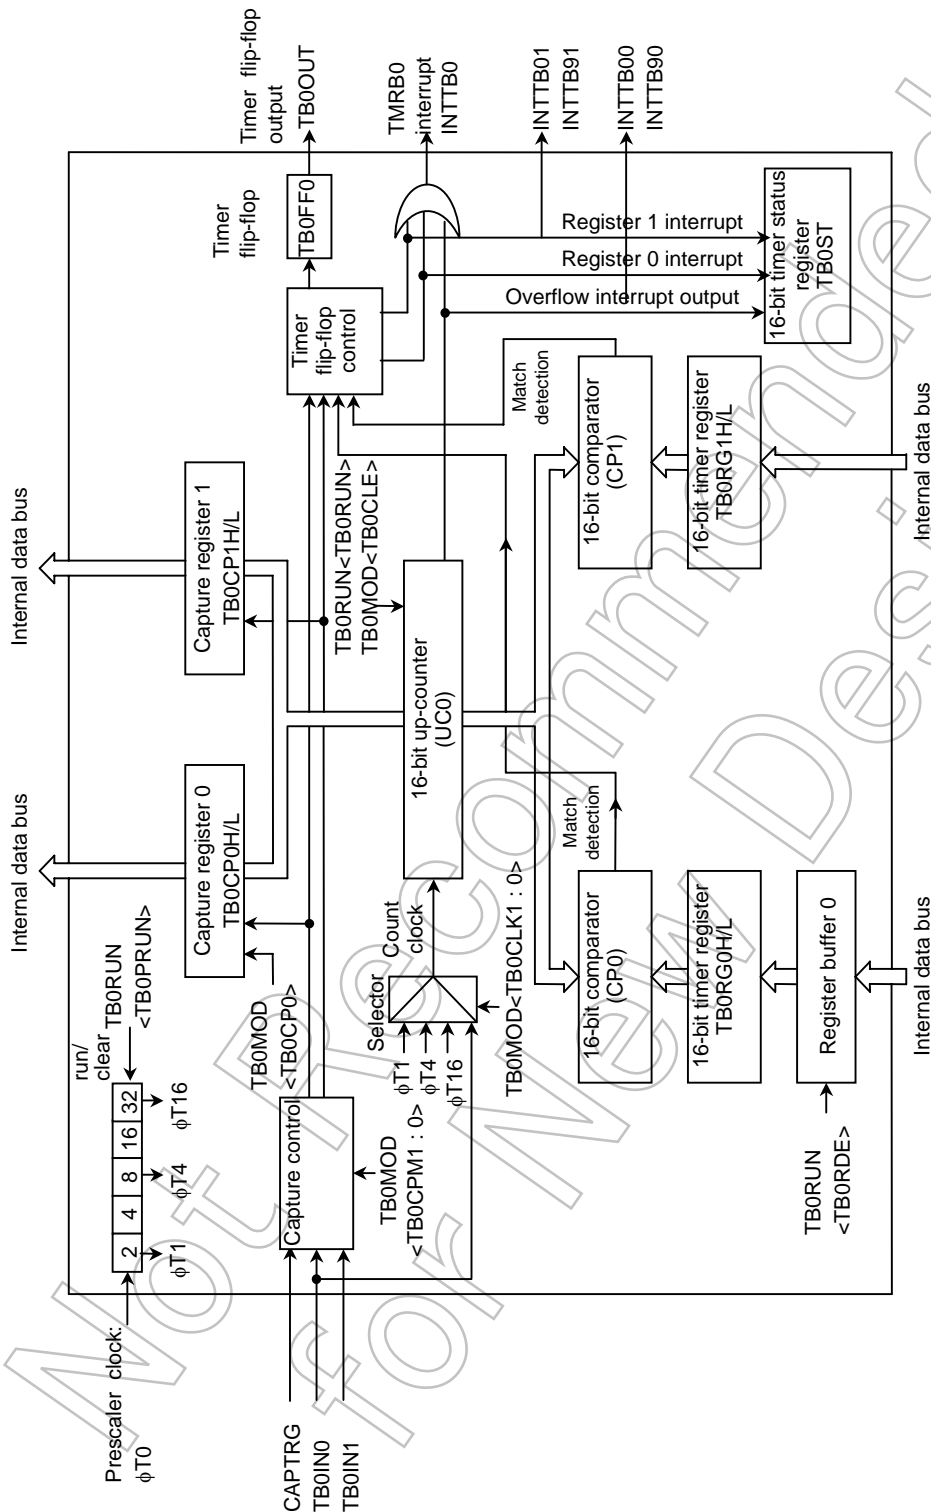 Prescaler clock:
φT0
2 4 8 16 32
φT1
φT4
φT16
run/
clear
TB0RUN
<TB0PRUN>
Internal data bus
Internal data bus
Capture register 0
TB0CP0H/L
Capture register 1
TB0CP1H/L
TB0MOD
<TB0CP0>
CAPTRG
TB0IN0
TB0IN1
Capture control
TB0MOD
<TB0CPM1 : 0>
TB0RUN<TB0RUN>
TB0MOD<TB0CLE>
Timer
flip-flop
control
Timer
flip-flop
TB0FF0
Timer flip-flop
output
TB0OUT
TMRB0
interrupt
INTTB0
INTTB01
INTTB91
INTTB00
INTTB90
Selector
φT1
φT4
φT16
Count
clock
TB0MOD<TB0CLK1 : 0>
16-bit up-counter
(UC0)
Register 1 interrupt
Register 0 interrupt
Overflow interrupt output
16-bit timer status
register
TB0ST
Match
detection
Match
detection
16-bit comparator
(CP0)
16-bit comparator
(CP1)
16-bit timer register
TB0RG0H/L
16-bit timer register
TB0RG1H/L
Register buffer 0
TB0RUN
<TB0RDE>
Internal data bus
Internal data bus
Not Recommended
for New Desi